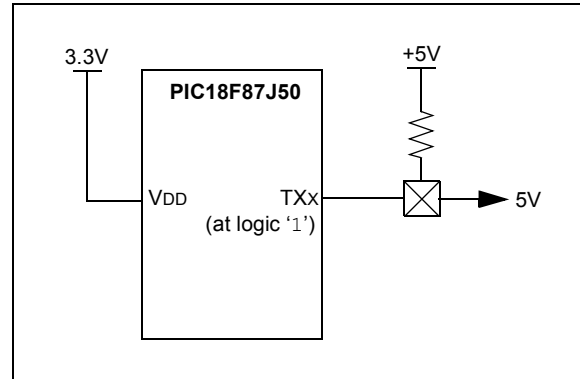 3.3V
+5V
PIC18F87J50
VDD
TXX
5V
(at logic ‘1’)